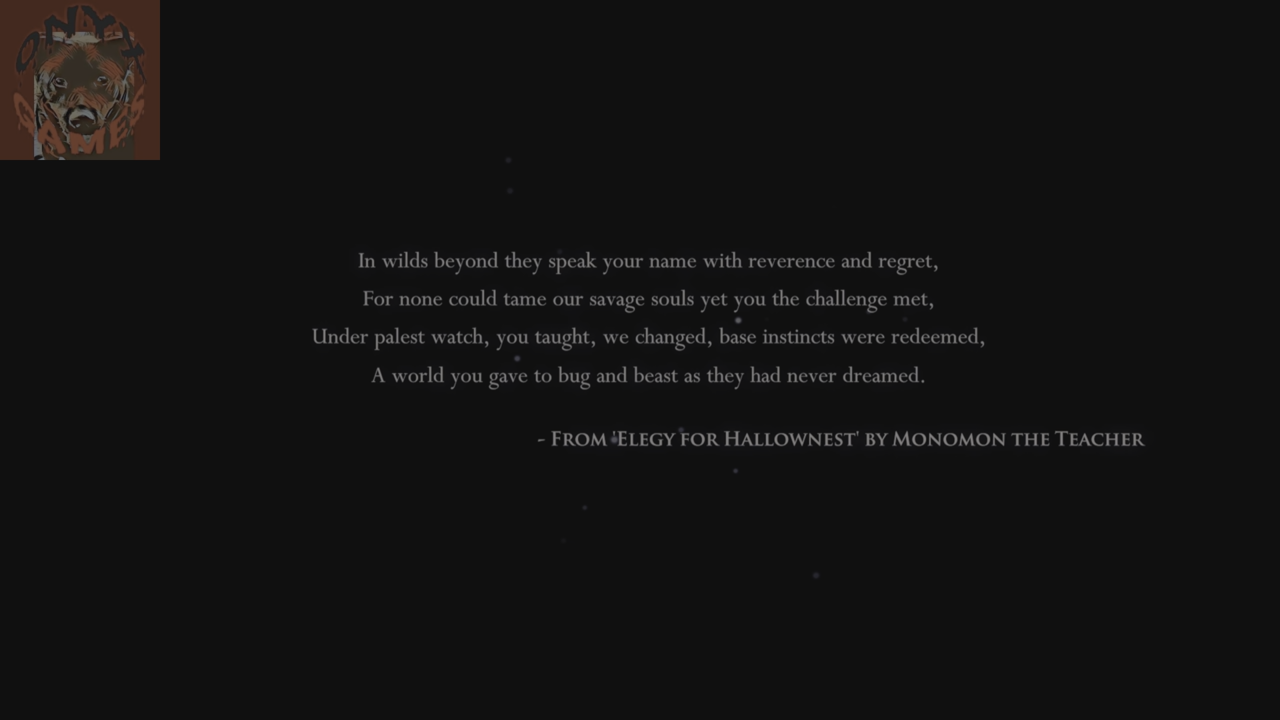 ONYX
GAMES
In wilds beyond they speak your name with reverence and regret,
For none could tame our savage souls yet you the challenge met,
Under palest watch, you taught, we changed, base instincts were redeemed,
A world you gave to bug and beast as they had never dreamed.
- From 'Elegy for Hallownest' by Monomon the Teacher